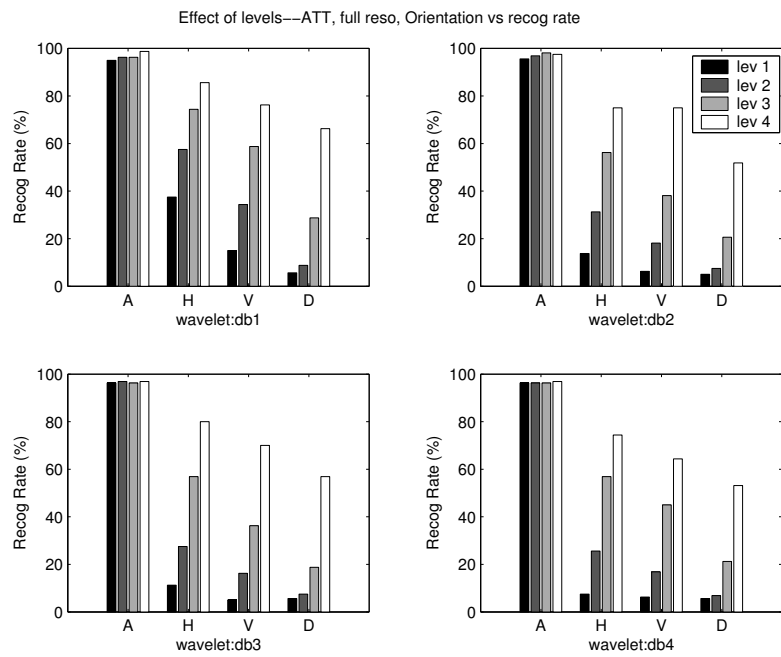 Effect of levels−−ATT, full reso, Orientation vs recog rate
100
80
60
40
20
0
Recog Rate (%)
A H V D
wavelet:db1
100
80
60
40
20
0
Recog Rate (%)
A H V D
wavelet:db2
lev 1
lev 2
lev 3
lev 4
100
80
60
40
20
0
Recog Rate (%)
A H V D
wavelet:db3
100
80
60
40
20
0
Recog Rate (%)
A H V D
wavelet:db4